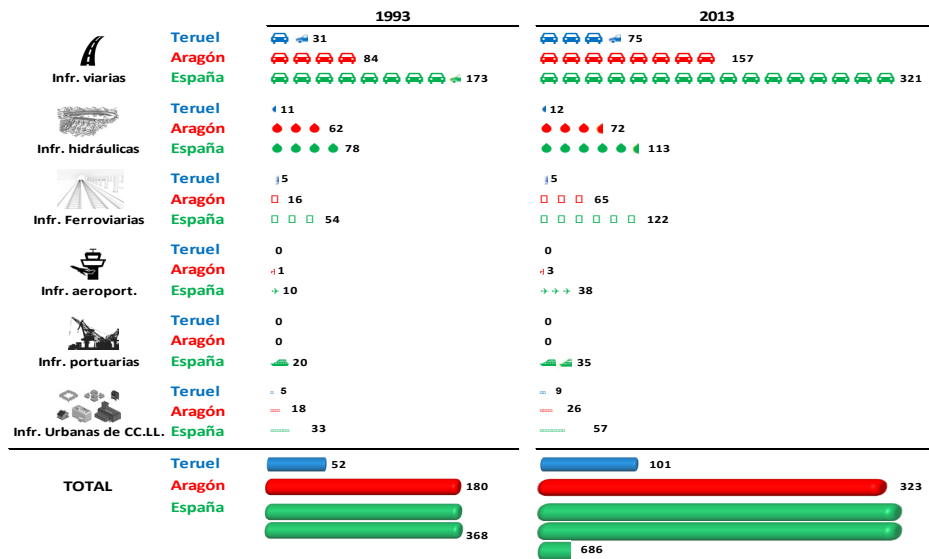 1993 2013
Teruel 31 75
Aragón 84 157
Infr. viarias España 173 321
Teruel 11 12
Aragón 62 72
Infr. hidráulicas España 78 113
Teruel 5 5
Aragón 16 65
Infr. Ferroviarias España 54 122
Teruel 0 0
Aragón 1 3
Infr. aeroport. España 10 38
Teruel 0 0
Aragón 0 0
Infr. portuarias España 20 35
Teruel 5 9
Aragón 18 26
Infr. Urbanas de CC.LL. España 33 57
Teruel 52 101
TOTAL Aragón 180 323
España 368 686